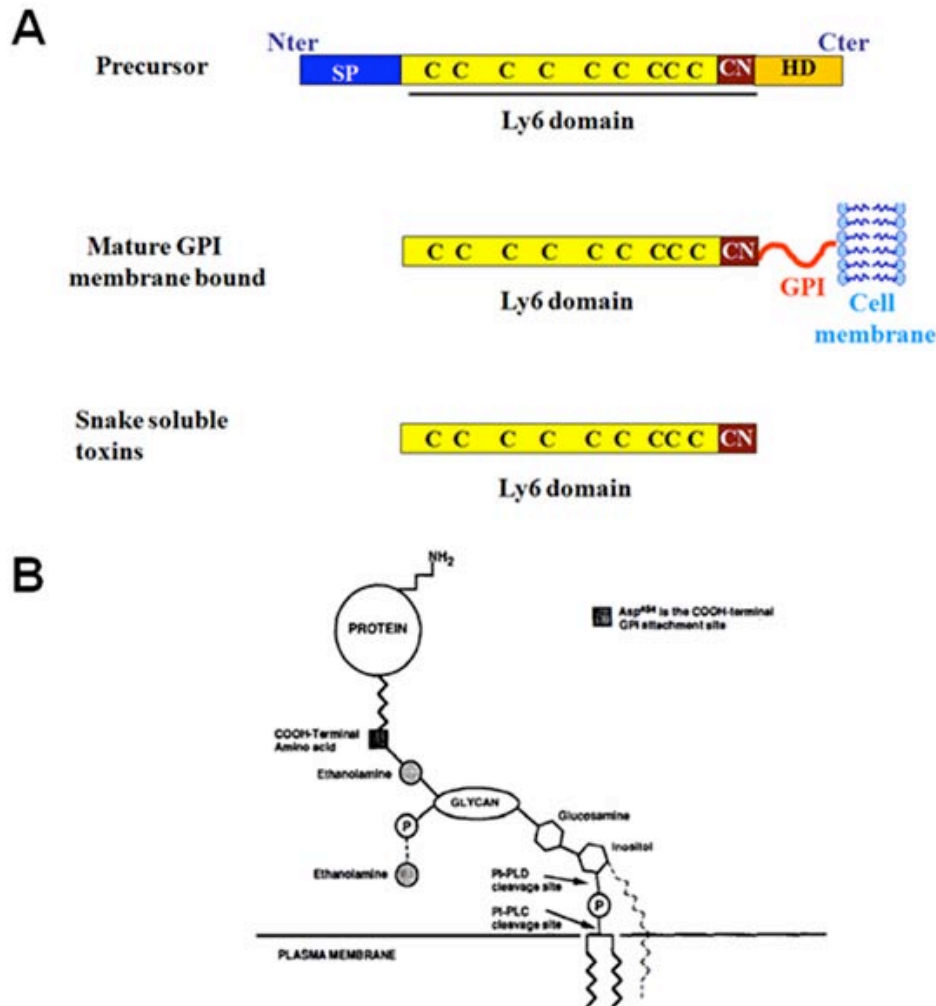 A
Nter
Cter
Precursor
SP
C C C C C C CC C
CN
HD
Ly6 domain
Mature GPI
membrane bound
C C C C C C CC C
CN
GPI
Cell
membrane
Ly6 domain
Snake soluble
toxins
C C C C C C CC C
CN
Ly6 domain
B
NH2
PROTEIN
Asp484 is the COOH-terminal
GPI attachment site
COOH-Terminal
Amino acid
Ethanolamine
GLYCAN
Glucosamine
P
Inositol
Ethanolamine
PI-PLD
cleavage site
P
PI-PLC
cleavage site
PLASMA MEMBRANE